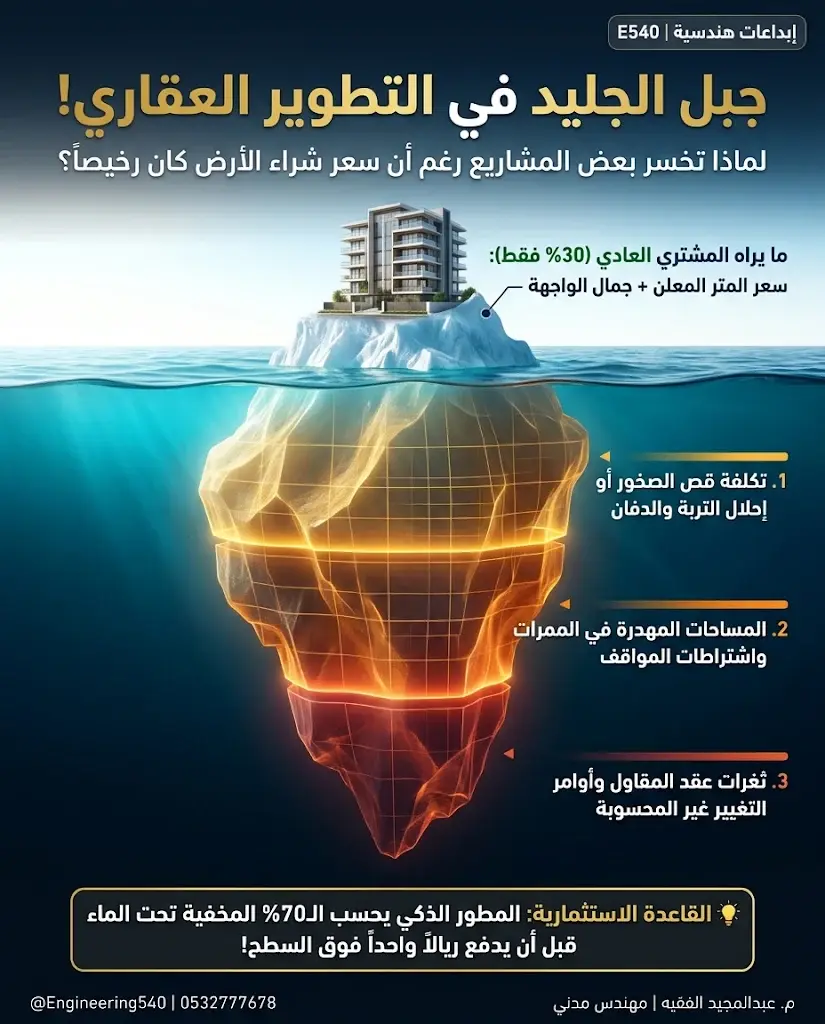 إبداعات هندسية | E540
جبل الجليد في التطوير العقاري!
لماذا تخسر بعض المشاريع رغم أن سعر شراء الأرض كان رخيصاً؟
ما يراه المشتري العادي (30% فقط):
سعر المتر المعلن + جمال الواجهة
1. تكلفة قص الصخور أو
إحلال التربة والدفان
2. المساحات المهدرة في الممرات
واشتراطات المواقف
3. ثغرات عقد المقاول وأوامر
التغيير غير المحسوبة
القاعدة الاستثمارية: المطور الذكي يحسب الـ70% المخفية تحت الماء
قبل أن يدفع ريالاً واحداً فوق السطح!
م. عبدالمجيد الفقيه | مهندس مدني
@Engineering540 | 0532777678